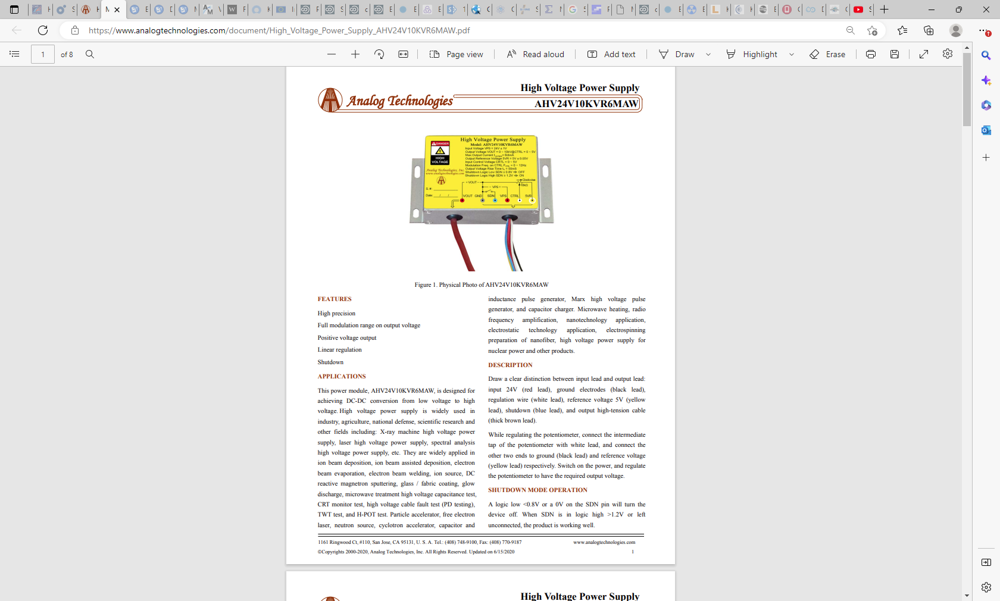 https://www.analogtechnologies.com/document/High_Voltage_Power_Supply_AHV24V10KVR6MAW.pdf
1 of 8
Page view
Read aloud
Add text
Draw
Highlight
Erase
High Voltage Power Supply
Analog Technologies
AHV24V10KVR6MAW
High Voltage Power Supply
Model: AHV24V10KVR6MAW
DANGER
HIGH
VOLTAGE
Input Voltage VPS = 24V ± 1V
Output Voltage VOUT = 0 ~ 10kV@CTRL = 0 ~ 5V
Output Reference Voltage 5VR = 5V ± 0.05V
Input Control Voltage CRTL = 0 ~ 5V
Output Voltage Rise Time
Shutdown Logic Low SDN ≤ 0.8V => OFF
Shutdown Logic High SDN ≥ 1.2V => ON
Analog Technologies, Inc.
www.analogtechnologies.com
Clockwise
+ VOUT -
10kΩ
- VPS +
S. #:
Date:
VOUT GND SDN VPS CTRL 5VR
Figure 1. Physical Photo of AHV24V10KVR6MAW
FEATURES
High precision
Full modulation range on output voltage
Positive voltage output
Linear regulation
Shutdown
APPLICATIONS
This power module, AHV24V10KVR6MAW, is designed for
achieving DC-DC conversion from low voltage to high
voltage. High voltage power supply is widely used in
industry, agriculture, national defense, scientific research and
other fields including: X-ray machine high voltage power
supply, laser high voltage power supply, spectral analysis
high voltage power supply, etc. They are widely applied in
ion beam deposition, ion beam assisted deposition, electron
beam evaporation, electron beam welding, ion source, DC
reactive magnetron sputtering, glass / fabric coating, glow
discharge, microwave treatment high voltage capacitance test,
CRT monitor test, high voltage cable fault test (PD testing),
TWT test, and H-POT test. Particle accelerator, free electron
laser, neutron source, cyclotron accelerator, capacitor and
inductance pulse generator, Marx high voltage pulse
generator, and capacitor charger. Microwave heating, radio
frequency amplification, nanotechnology application,
electrostatic technology application, electrospinning
preparation of nanofiber, high voltage power supply for
nuclear power and other products.
DESCRIPTION
Draw a clear distinction between input lead and output lead:
input 24V (red lead), ground electrodes (black lead),
regulation wire (white lead), reference voltage 5V (yellow
lead), shutdown (blue lead), and output high-tension cable
(thick brown lead).
While regulating the potentiometer, connect the intermediate
tap of the potentiometer with white lead, and connect the
other two ends to ground (black lead) and reference voltage
(yellow lead) respectively. Switch on the power, and regulate
the potentiometer to have the required output voltage.
SHUTDOWN MODE OPERATION
A logic low <0.8V or a 0V on the SDN pin will turn the
device off. When SDN is in logic high >1.2V or left
unconnected, the product is working well.
1161 Ringwood Ct, #110, San Jose, CA 95131, U. S. A. Tel.: (408) 748-9100, Fax: (408) 770-9187
www.analogtechnologies.com
©Copyrights 2000-2020, Analog Technologies, Inc. All Rights Reserved. Updated on 6/15/2020
1
High Voltage Power Supply